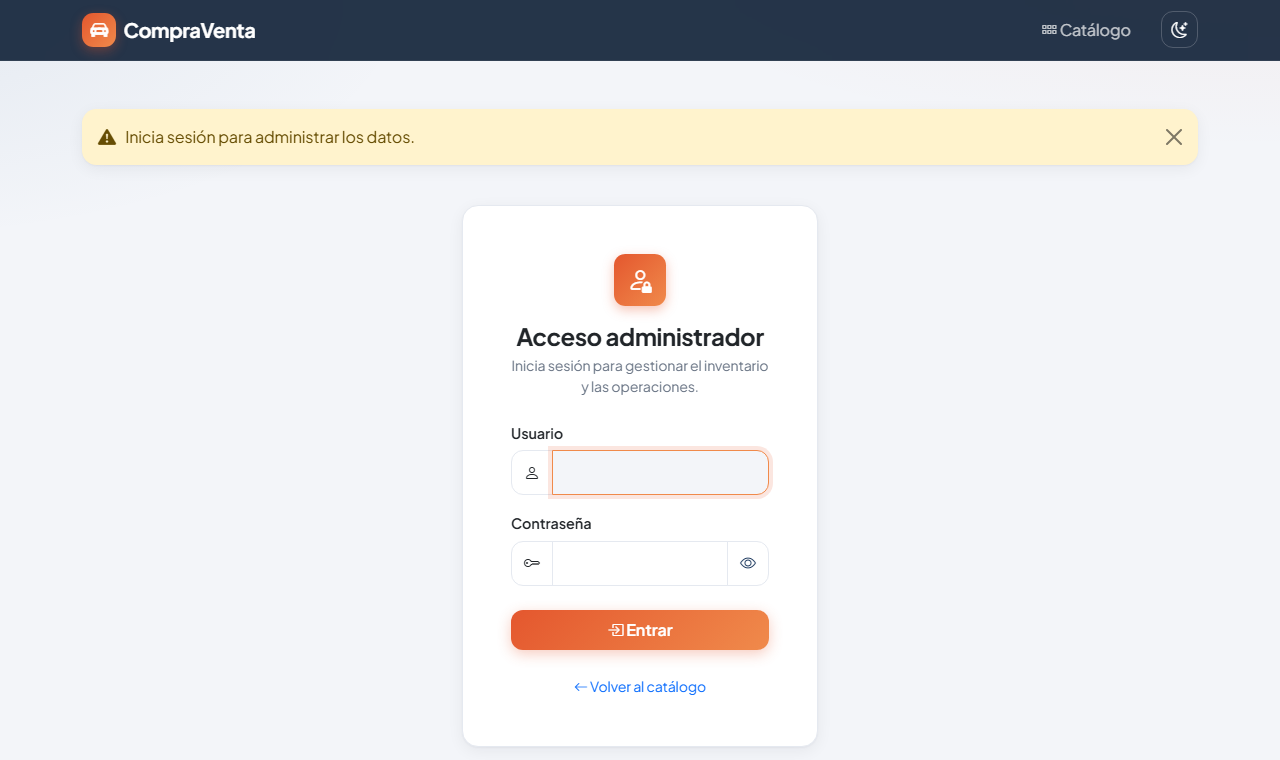 CompraVenta
Catálogo
Inicia sesión para administrar los datos.
Acceso administrador
Inicia sesión para gestionar el inventario
y las operaciones.
Usuario
Contraseña
Entrar
Volver al catálogo